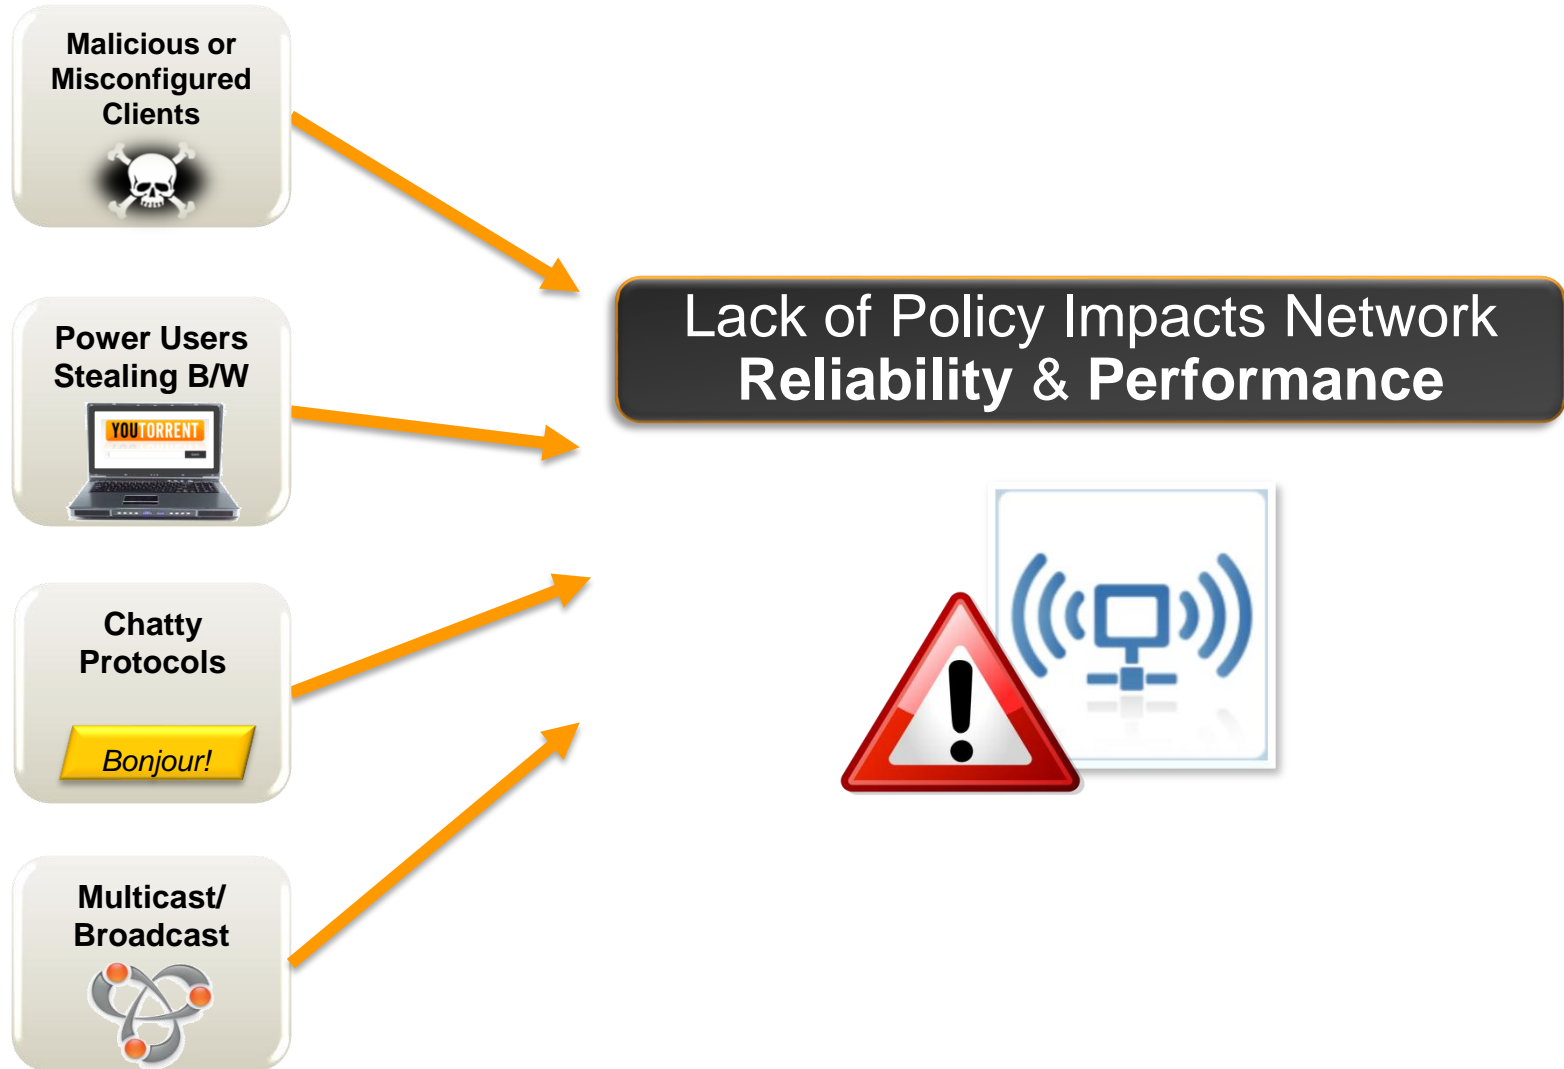 Malicious or
Misconfigured
Clients
Power Users
Stealing B/W
YOUTORRENT
Chatty
Protocols
Bonjour!
Multicast/
Broadcast
Lack of Policy Impacts Network
Reliability & Performance